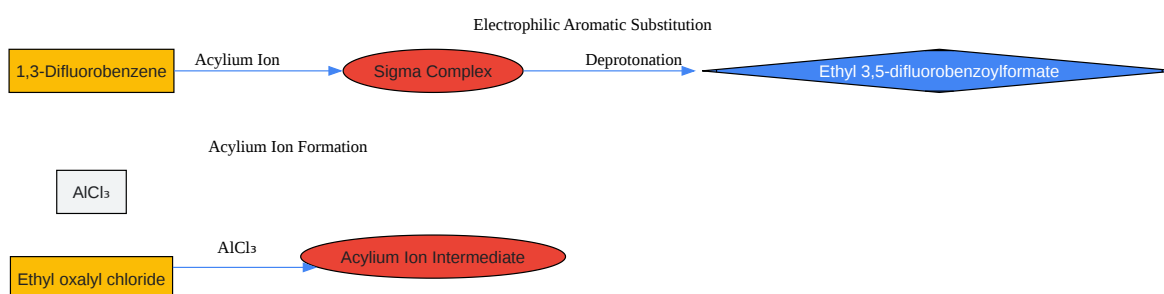 Electrophilic Aromatic Substitution
1,3-Difluorobenzene
Acylium Ion
Sigma Complex
Deprotonation
Ethyl 3,5-difluorobenzoylformate
Acylium Ion Formation
AlCl₃
Ethyl oxalyl chloride
AlCl₃
Acylium Ion Intermediate